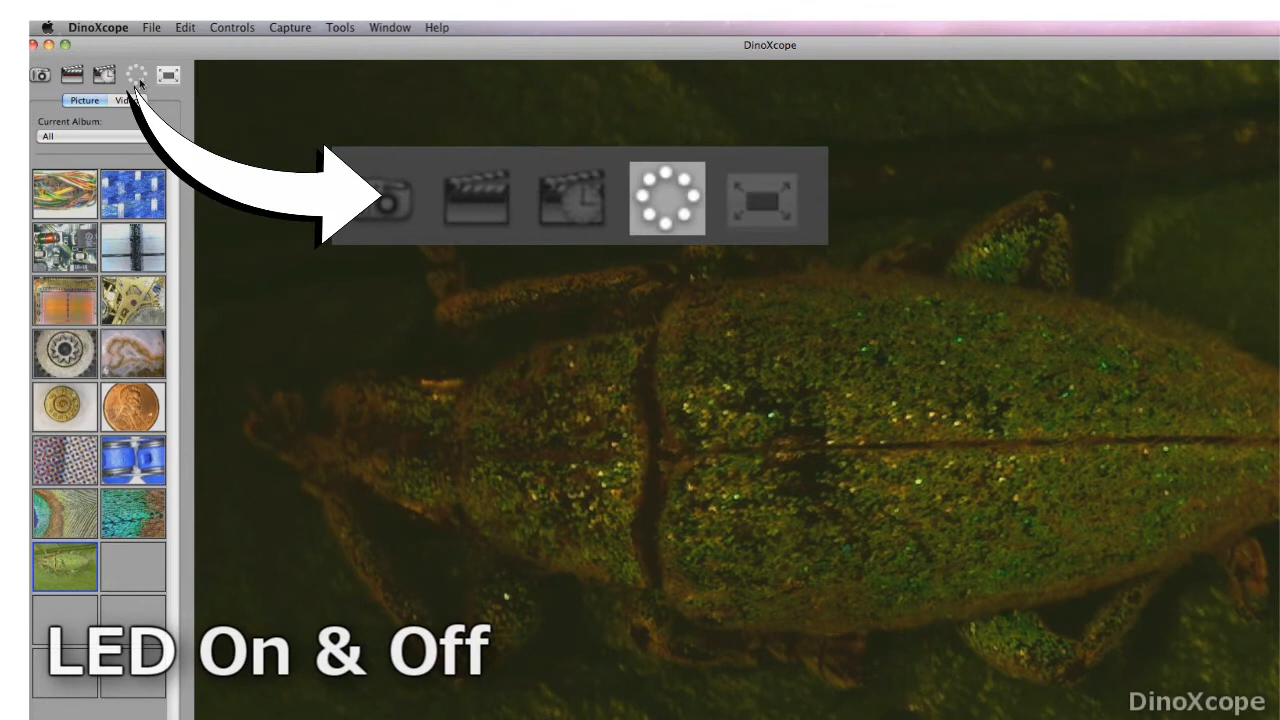 DinoXcope File Edit Controls Capture Tools Window Help
DinoXcope
Picture
Current Album:
All
LED On & Off
DinoXcope